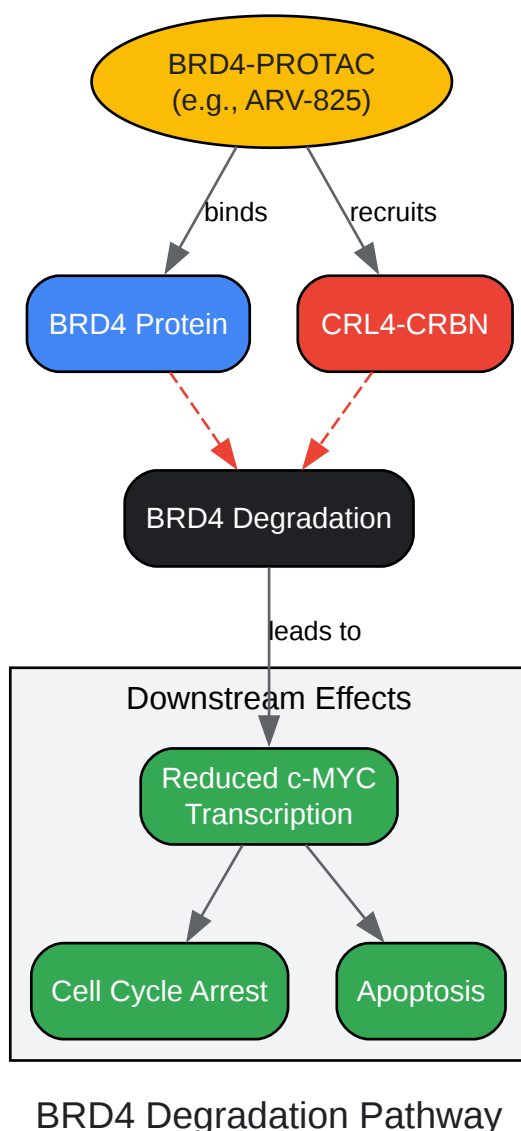 BRD4-PROTAC
(e.g., ARV-825)
binds
recruits
BRD4 Protein
CRL4-CRBN
BRD4 Degradation
leads to
Downstream Effects
Reduced c-MYC
Transcription
Cell Cycle Arrest
Apoptosis
BRD4 Degradation Pathway